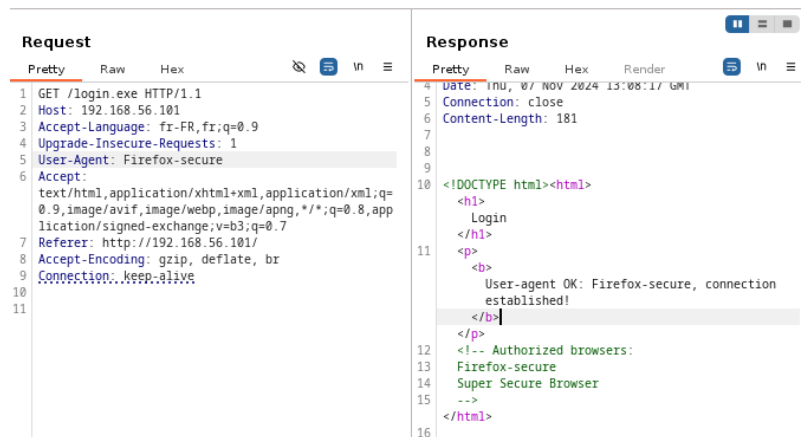 Request
Pretty Raw Hex \n
1 GET /login.exe HTTP/1.1
2 Host: 192.168.56.101
3 Accept-Language: fr-FR,fr;q=0.9
4 Upgrade-Insecure-Requests: 1
5 User-Agent: Firefox-secure
6 Accept:
text/html,application/xhtml+xml,application/xml;q=
0.9,image/avif,image/webp,image/apng,*/*;q=0.8,app
lication/signed-exchange;v=b3;q=0.7
7 Referer: http://192.168.56.101/
8 Accept-Encoding: gzip, deflate, br
9 Connection: keep-alive
10
11
Response
Pretty Raw Hex Render \n
4 Date: Thu, 07 Nov 2024 13:08:17 GMT
5 Connection: close
6 Content-Length: 181
7
8
9
10 <!DOCTYPE html><html>
<h1>
Login
</h1>
11 <p>
<b>
User-agent OK: Firefox-secure, connection
established!
</b>
</p>
12 <!-- Authorized browsers:
13 Firefox-secure
14 Super Secure Browser
15 -->
</html>
16